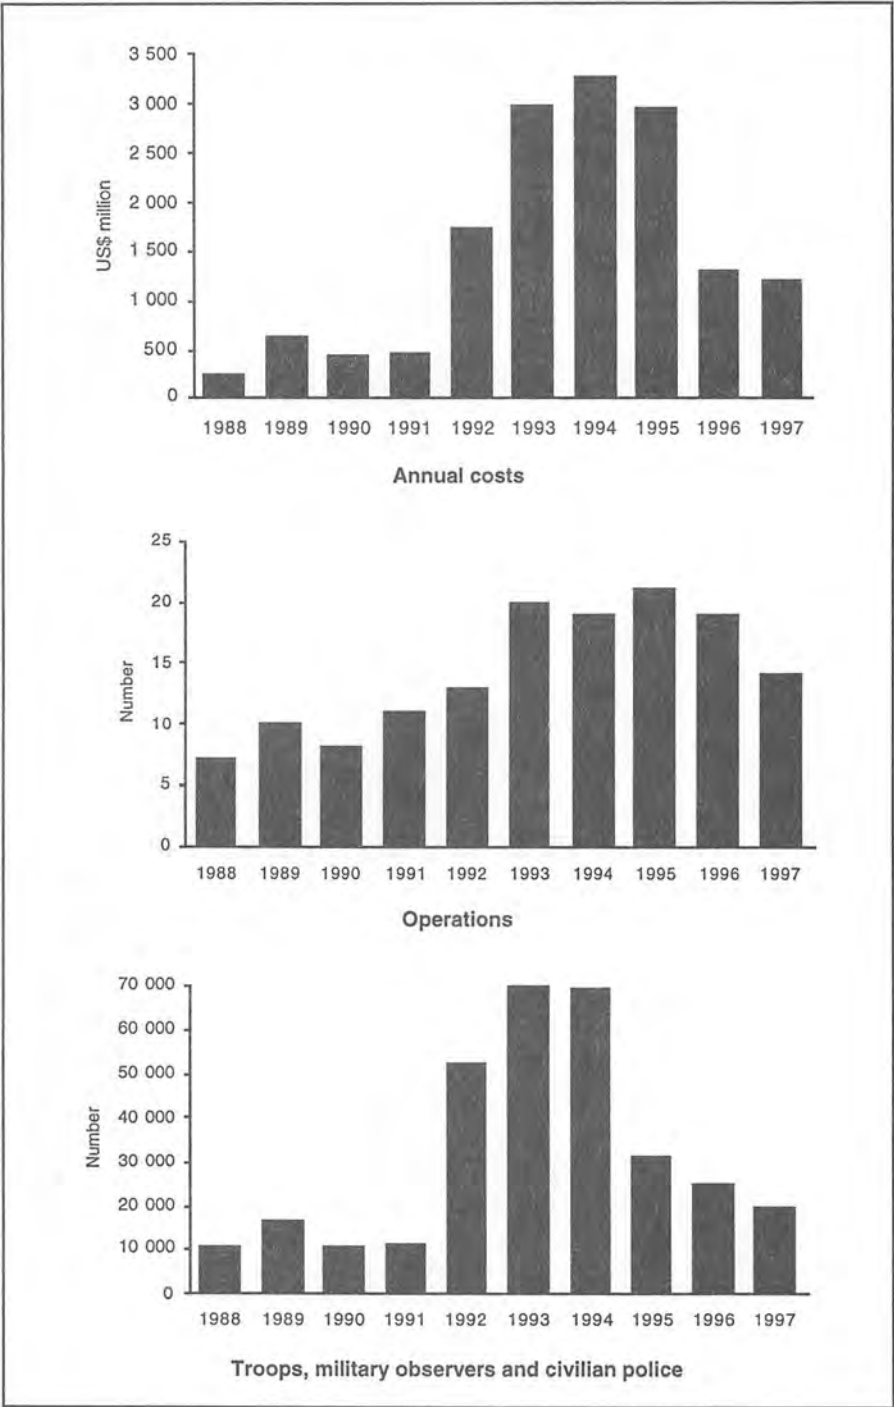 3 500
3 000
2 500
2 000
1 500
1 000
500
0
US$ million
1988 1989 1990 1991 1992 1993 1994 1995 1996 1997
Annual costs
25
20
15
10
5
0
Number
1988 1989 1990 1991 1992 1993 1994 1995 1996 1997
Operations
70 000
60 000
50 000
40 000
30 000
20 000
10 000
0
Number
1988 1989 1990 1991 1992 1993 1994 1995 1996 1997
Troops, military observers and civilian police